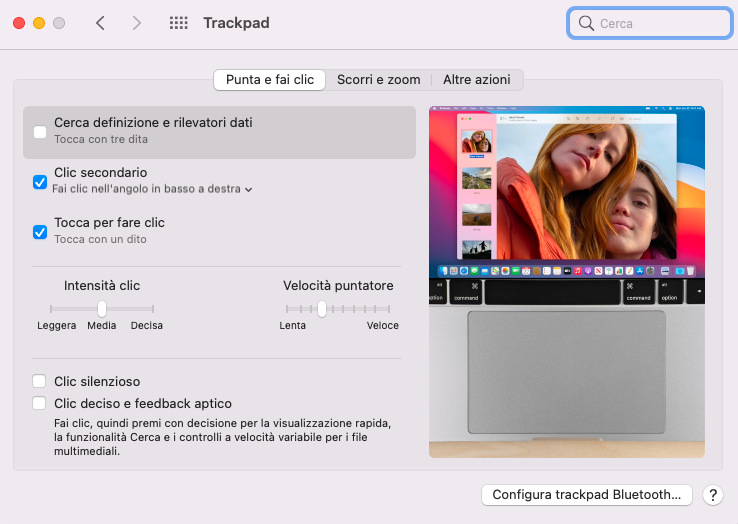 Trackpad
Cerca
Punta e fai clic
Scorri e zoom
Altre azioni
Cerca definizione e rilevatori dati
Tocca con tre dita
Clic secondario
Fai clic nell'angolo in basso a destra
Tocca per fare clic
Tocca con un dito
Intensità clic
Velocità puntatore
Leggera Media Decisa
Lenta Veloce
Clic silenzioso
Clic deciso e feedback aptico
Fai clic, quindi premi con decisione per la visualizzazione rapida,
la funzionalità Cerca e i controlli a velocità variabile per i file
multimediali.
alt ⌘ ⌘ alt
option command command option
Configura trackpad Bluetooth...
?